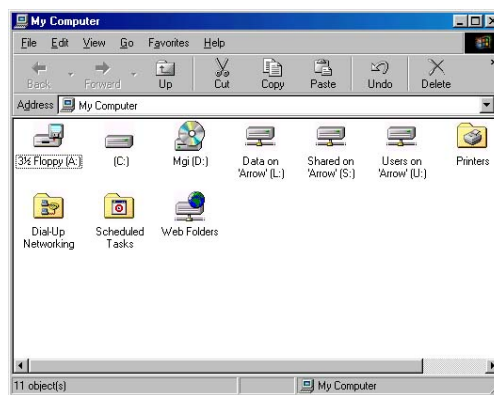 My Computer
File Edit View Go Favorites Help
Back Forward Up Cut Copy Paste Undo Delete
Address My Computer
3½ Floppy (A:) (C:) Mgi (D:) Data on 'Arrow' (L:) Shared on 'Arrow' (S:) Users on 'Arrow' (U:) Printers
Dial-Up Networking Scheduled Tasks Web Folders
11 object(s) My Computer